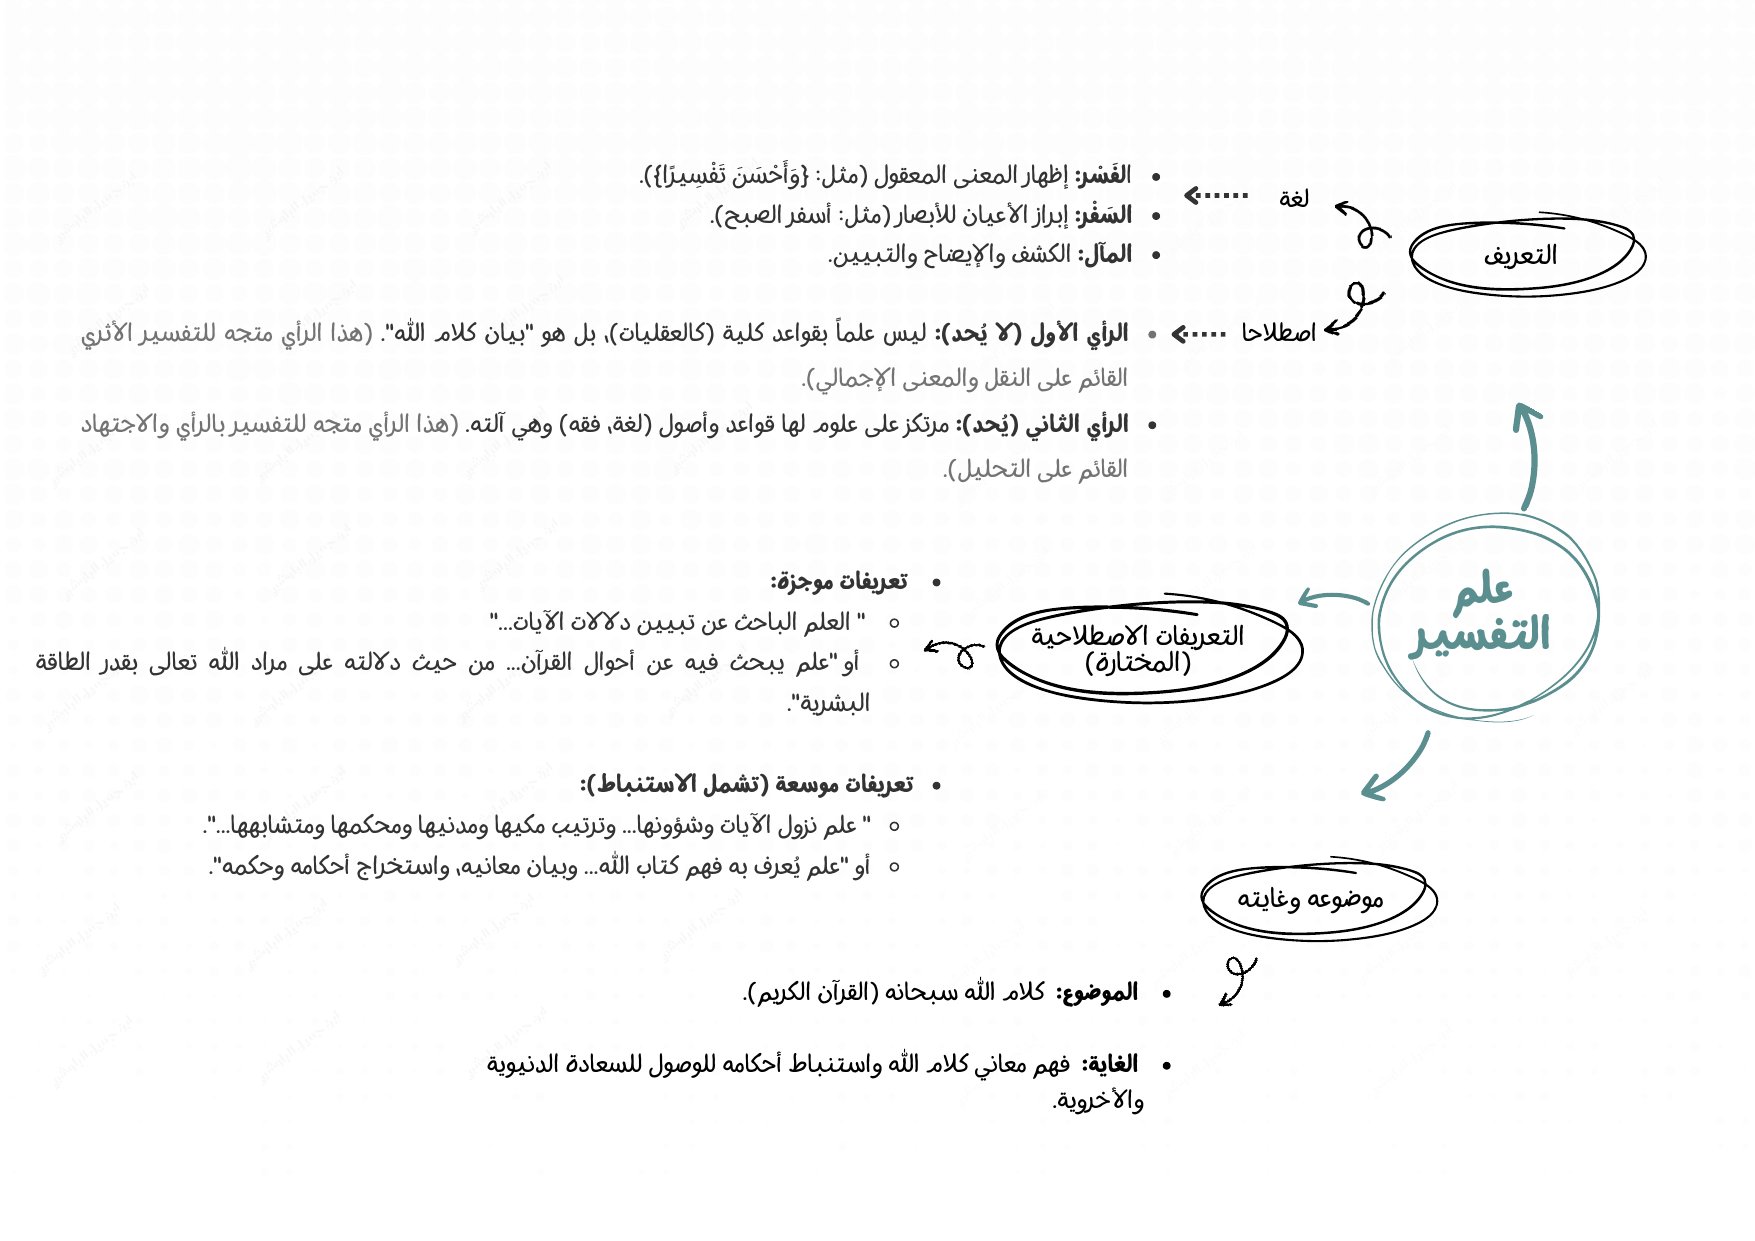 علم
التفسير
التعريف
لغة
الفَسْر: إظهار المعنى المعقول (مثل: {وَأَحْسَنَ تَفْسِيرًا}).
السَفْر: إبراز الأعيان للأبصار (مثل: أسفر الصبح).
المآل: الكشف والإيضاح والتبيين.
اصطلاحا
الرأي الأول (لا يُحد): ليس علماً بقواعد كلية (كالعقليات)، بل هو "بيان كلام الله". (هذا الرأي متجه للتفسير الأثري
القائم على النقل والمعنى الإجمالي).
الرأي الثاني (يُحد): مرتكز على علوم لها قواعد وأصول (لغة، فقه) وهي آلته. (هذا الرأي متجه للتفسير بالرأي والاجتهاد
القائم على التحليل).
التعريفات الاصطلاحية
(المختارة)
تعريفات موجزة:
" العلم الباحث عن تبيين دلالات الآيات..."
أو "علم يبحث فيه عن أحوال القرآن... من حيث دلالته على مراد الله تعالى بقدر الطاقة
البشرية".
تعريفات موسعة (تشمل الاستنباط):
" علم نزول الآيات وشؤونها... وترتيب مكيها ومدنيها ومحكمها ومتشابهها...".
أو "علم يُعرف به فهم كتاب الله... وبيان معانيه، واستخراج أحكامه وحكمه".
موضوعه وغايته
الموضوع: كلام الله سبحانه (القرآن الكريم).
الغاية: فهم معاني كلام الله واستنباط أحكامه للوصول للسعادة الدنيوية
والأخروية.